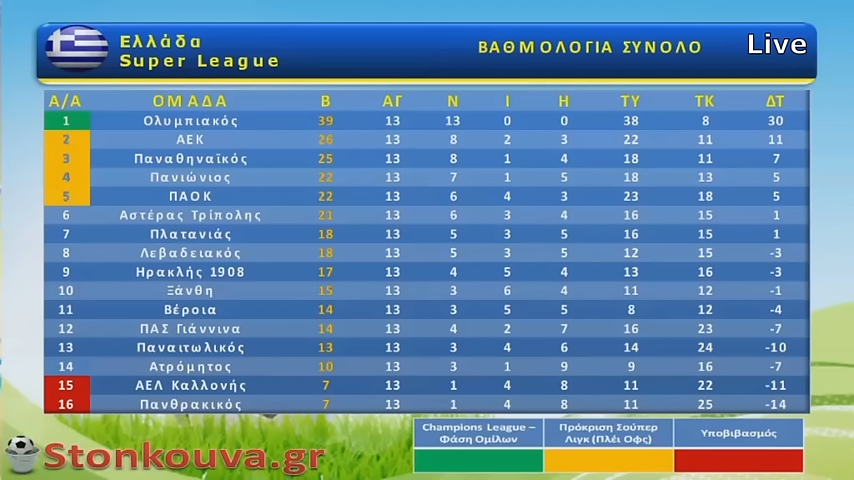 Ελλάδα
Super League
ΒΑΘΜΟΛΟΓΙΑ ΣΥΝΟΛΟ
Live
Α/Α ΟΜΑΔΑ Β ΑΓ Ν Ι Η ΤΥ ΤΚ ΔΤ
1 Ολυμπιακός 39 13 13 0 0 38 8 30
2 ΑΕΚ 26 13 8 2 3 22 11 11
3 Παναθηναϊκός 25 13 8 1 4 18 11 7
4 Πανιώνιος 22 13 7 1 5 18 13 5
5 ΠΑΟΚ 22 13 6 4 3 23 18 5
6 Αστέρας Τρίπολης 21 13 6 3 4 16 15 1
7 Πλατανιάς 18 13 5 3 5 16 15 1
8 Λεβαδειακός 18 13 5 3 5 12 15 -3
9 Ηρακλής 1908 17 13 4 5 4 13 16 -3
10 Ξάνθη 15 13 3 6 4 11 12 -1
11 Βέροια 14 13 3 5 5 8 12 -4
12 ΠΑΣ Γιάννινα 14 13 4 2 7 16 23 -7
13 Παναιτωλικός 13 13 3 4 6 14 24 -10
14 Ατρόμητος 10 13 3 1 9 9 16 -7
15 ΑΕΛ Καλλονής 7 13 1 4 8 11 22 -11
16 Πανθρακικός 7 13 1 4 8 11 25 -14
Champions League –
Φάση Ομίλων
Πρόκριση Σούπερ
Λιγκ (Πλέι Οφς)
Υποβιβασμός
Stonkouva.gr